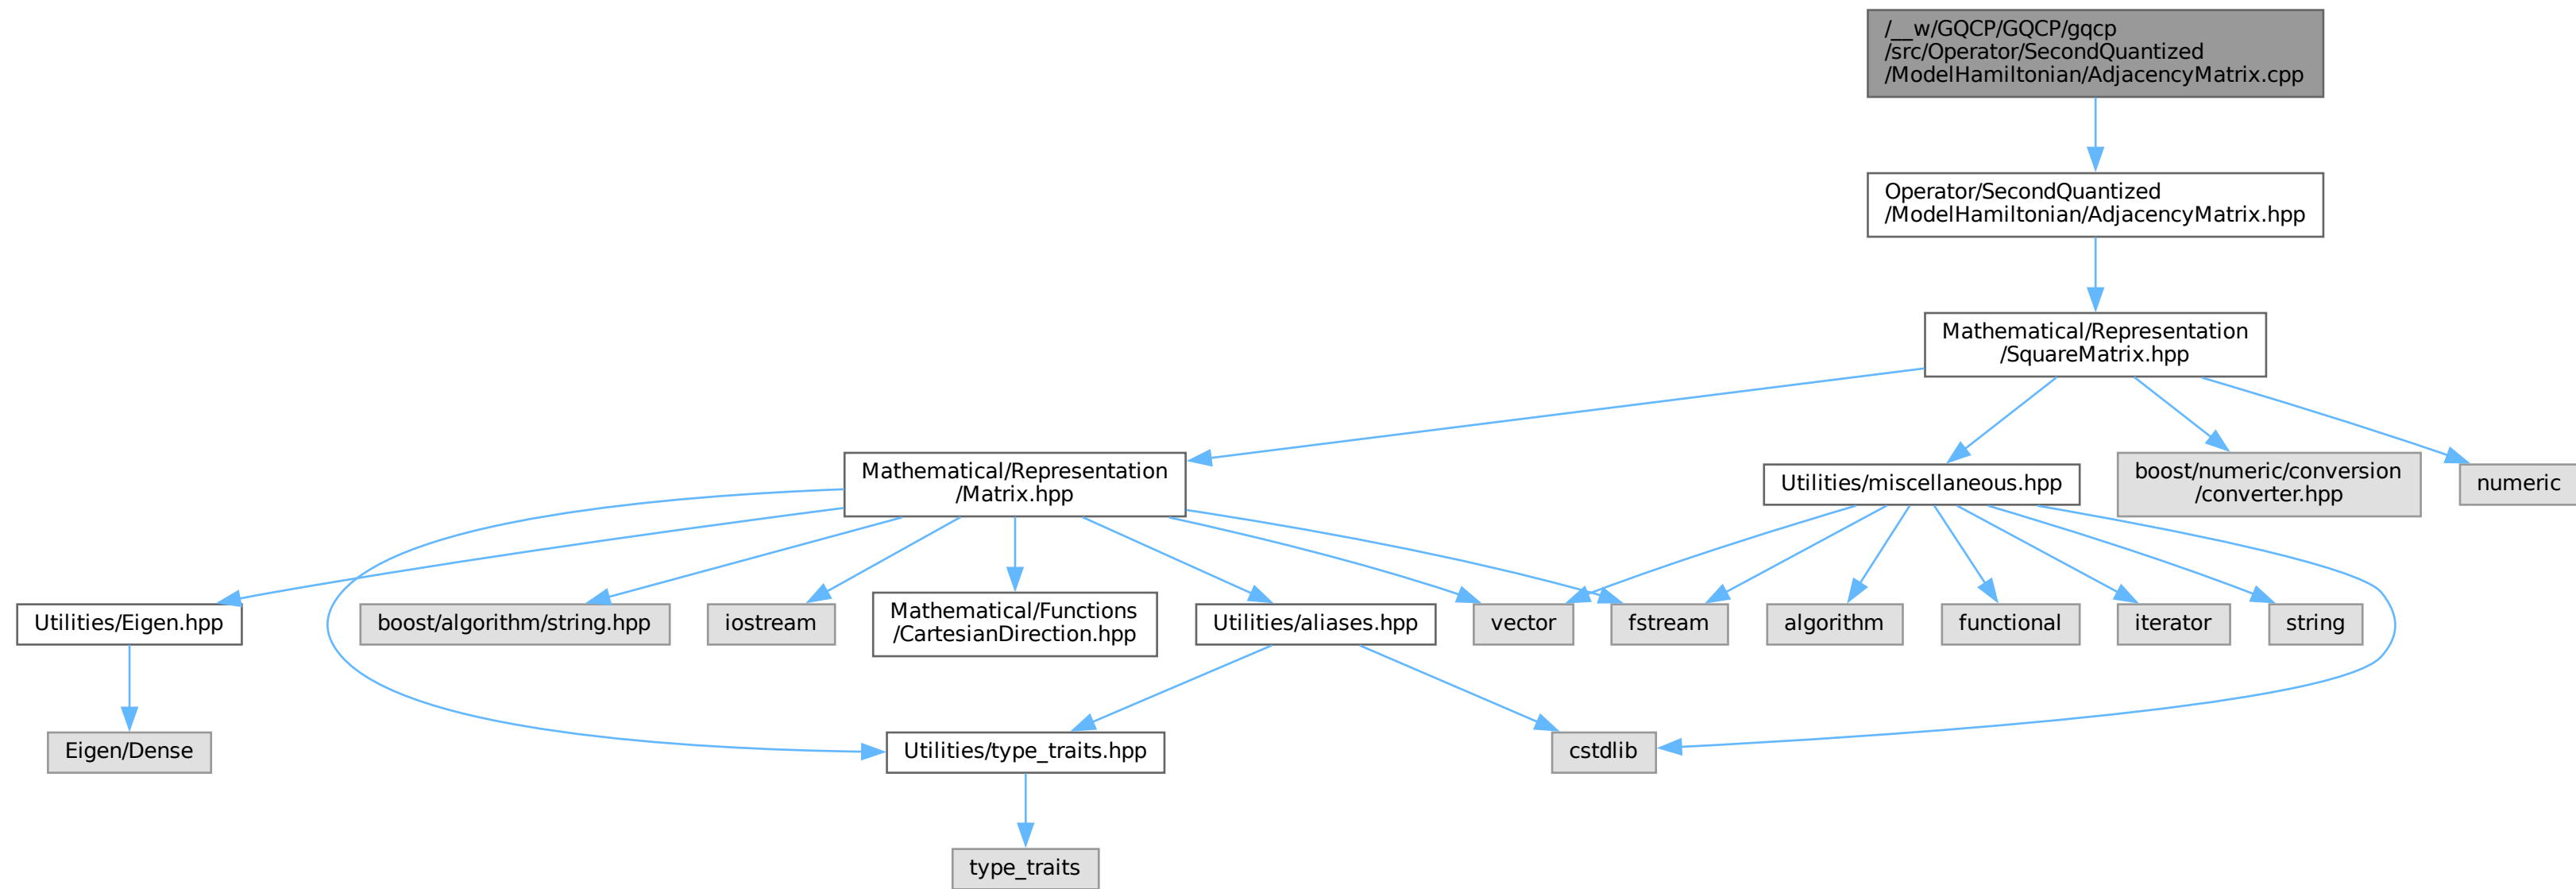 /__w/GQCP/GQCP/gqcp
/src/Operator/SecondQuantized
/ModelHamiltonian/AdjacencyMatrix.cpp
Operator/SecondQuantized
/ModelHamiltonian/AdjacencyMatrix.hpp
Mathematical/Representation
/SquareMatrix.hpp
Mathematical/Representation
/Matrix.hpp
Utilities/miscellaneous.hpp
boost/numeric/conversion
/converter.hpp
numeric
Utilities/Eigen.hpp
boost/algorithm/string.hpp
iostream
Mathematical/Functions
/CartesianDirection.hpp
Utilities/aliases.hpp
vector
fstream
algorithm
functional
iterator
string
Eigen/Dense
Utilities/type_traits.hpp
cstdlib
type_traits